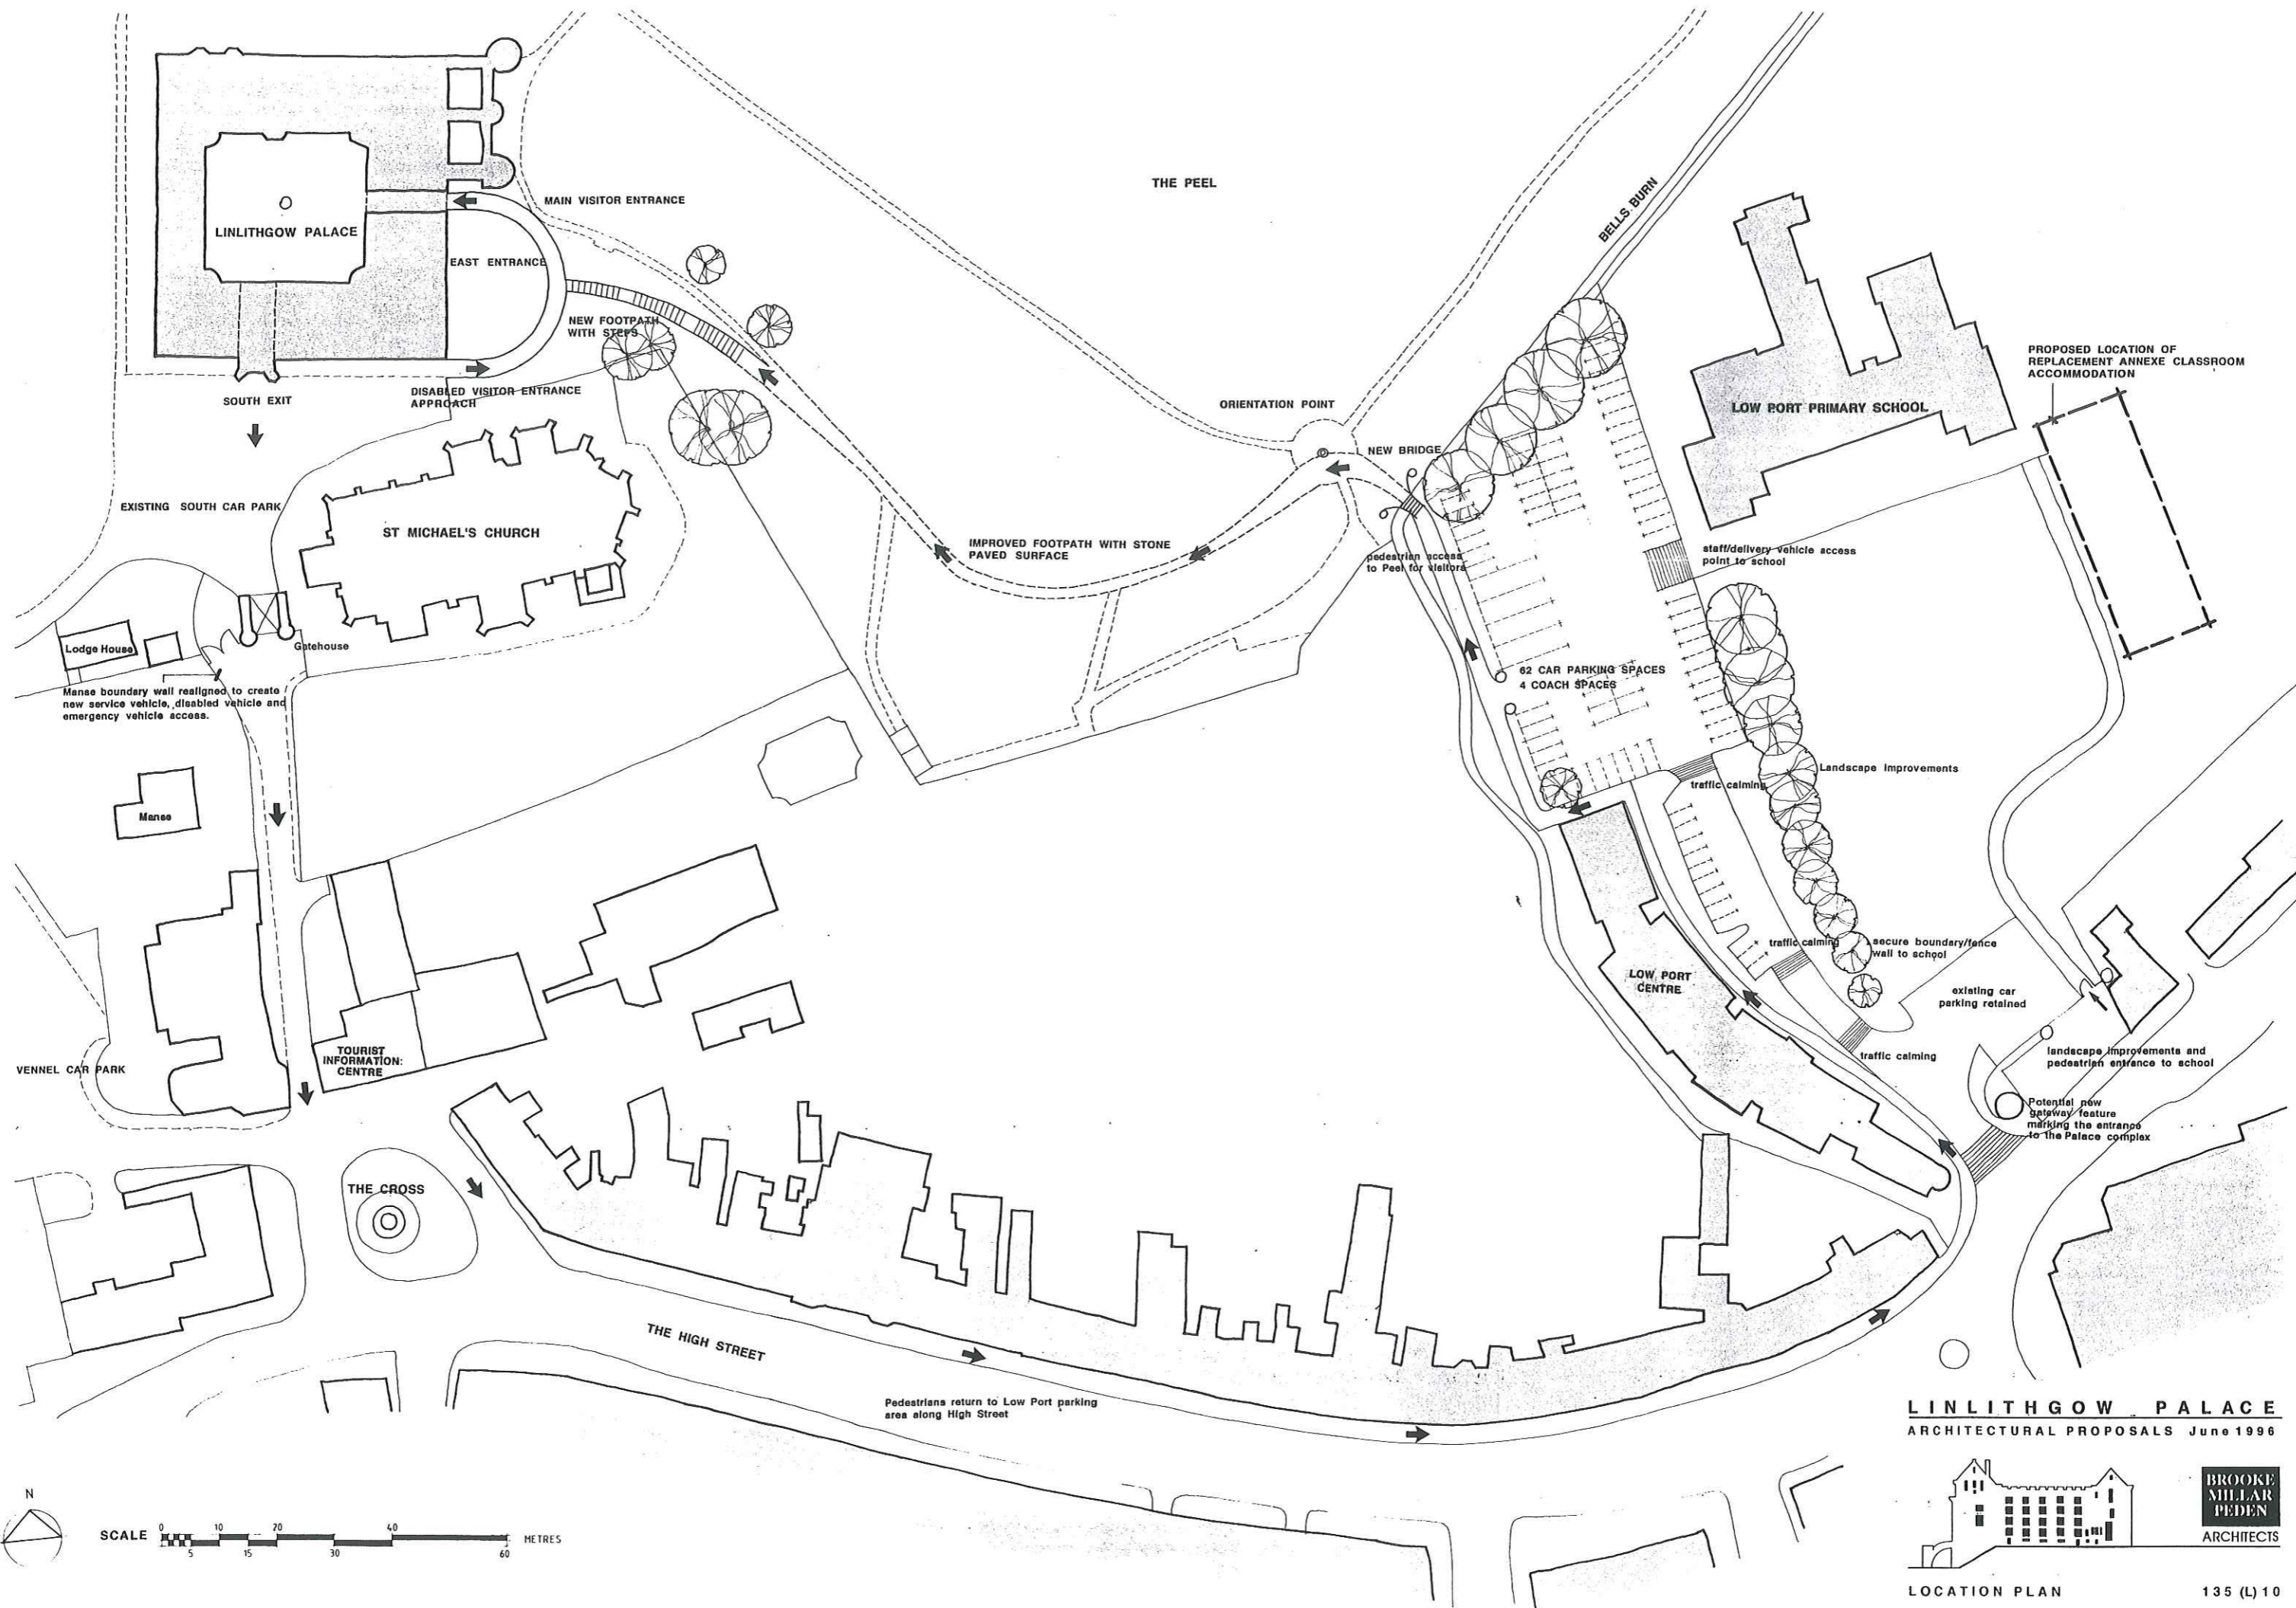 THE PEEL
BELLS BURN
MAIN VISITOR ENTRANCE
LINLITHGOW PALACE
EAST ENTRANCE
NEW FOOTPATH
WITH STEPS
DISABLED VISITOR ENTRANCE
APPROACH
SOUTH EXIT
ORIENTATION POINT
NEW BRIDGE
LOW PORT PRIMARY SCHOOL
PROPOSED LOCATION OF
REPLACEMENT ANNEXE CLASSROOM
ACCOMMODATION
EXISTING SOUTH CAR PARK
ST MICHAEL'S CHURCH
IMPROVED FOOTPATH WITH STONE
PAVED SURFACE
pedestrian access
to Peel for visitors
staff/delivery vehicle access
point to school
Lodge House
Gatehouse
Manse boundary wall realigned to create
new service vehicle, disabled vehicle and
emergency vehicle access.
62 CAR PARKING SPACES
4 COACH SPACES
Manse
traffic calming
Landscape improvements
traffic calming
secure boundary/fence
wall to school
LOW PORT
CENTRE
existing car
parking retained
TOURIST
INFORMATION:
CENTRE
VENNEL CAR PARK
traffic calming
landscape improvements and
pedestrian entrance to school
Potential new
gateway feature
marking the entrance
to the Palace complex
THE CROSS
THE HIGH STREET
Pedestrians return to Low Port parking
area along High Street
N
SCALE
0 10 20 40
5 15 30 60
METRES
LINLITHGOW PALACE
ARCHITECTURAL PROPOSALS June 1996
BROOKE
MILLAR
PEDEN
ARCHITECTS
LOCATION PLAN
135 (L) 10